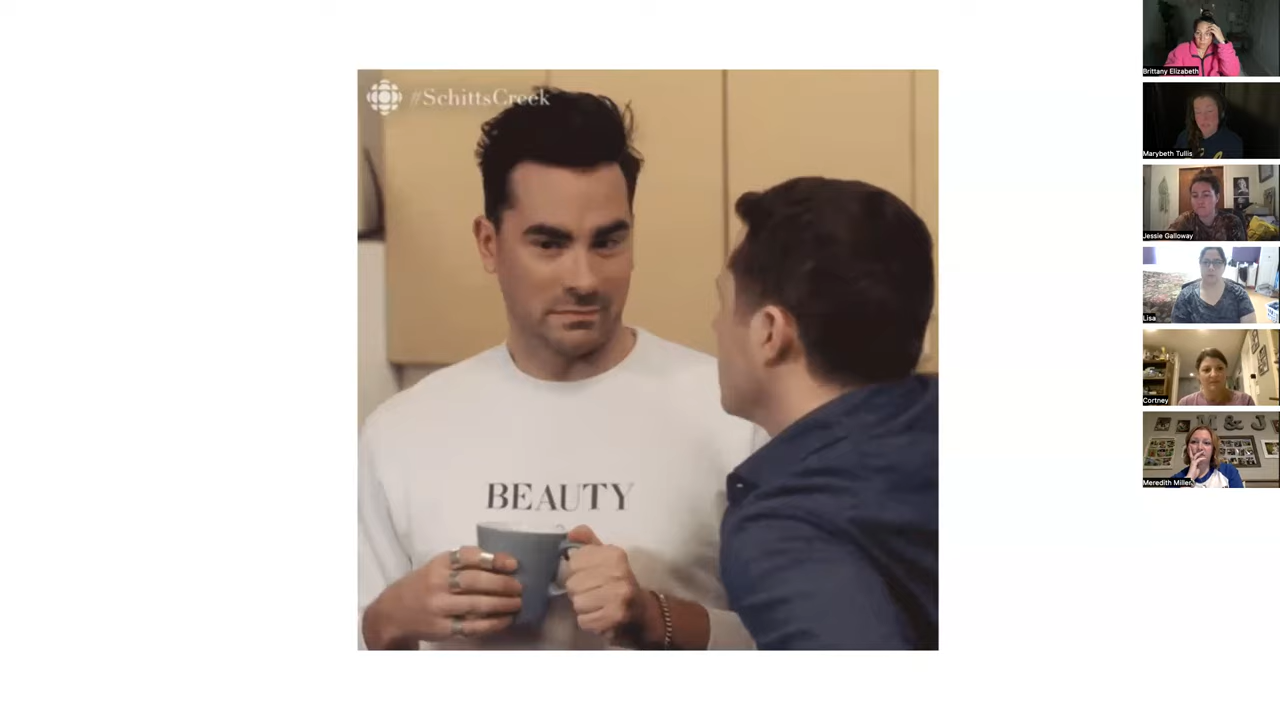 #SchittsCreek
BEAUTY
Brittany Elizabeth
Marybeth Tullis
Jessie Galloway
Lisa
Cortney
M & J
Meredith Miller